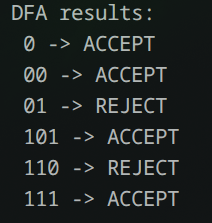 DFA results:
0 -> ACCEPT
00 -> ACCEPT
01 -> REJECT
101 -> ACCEPT
110 -> REJECT
111 -> ACCEPT